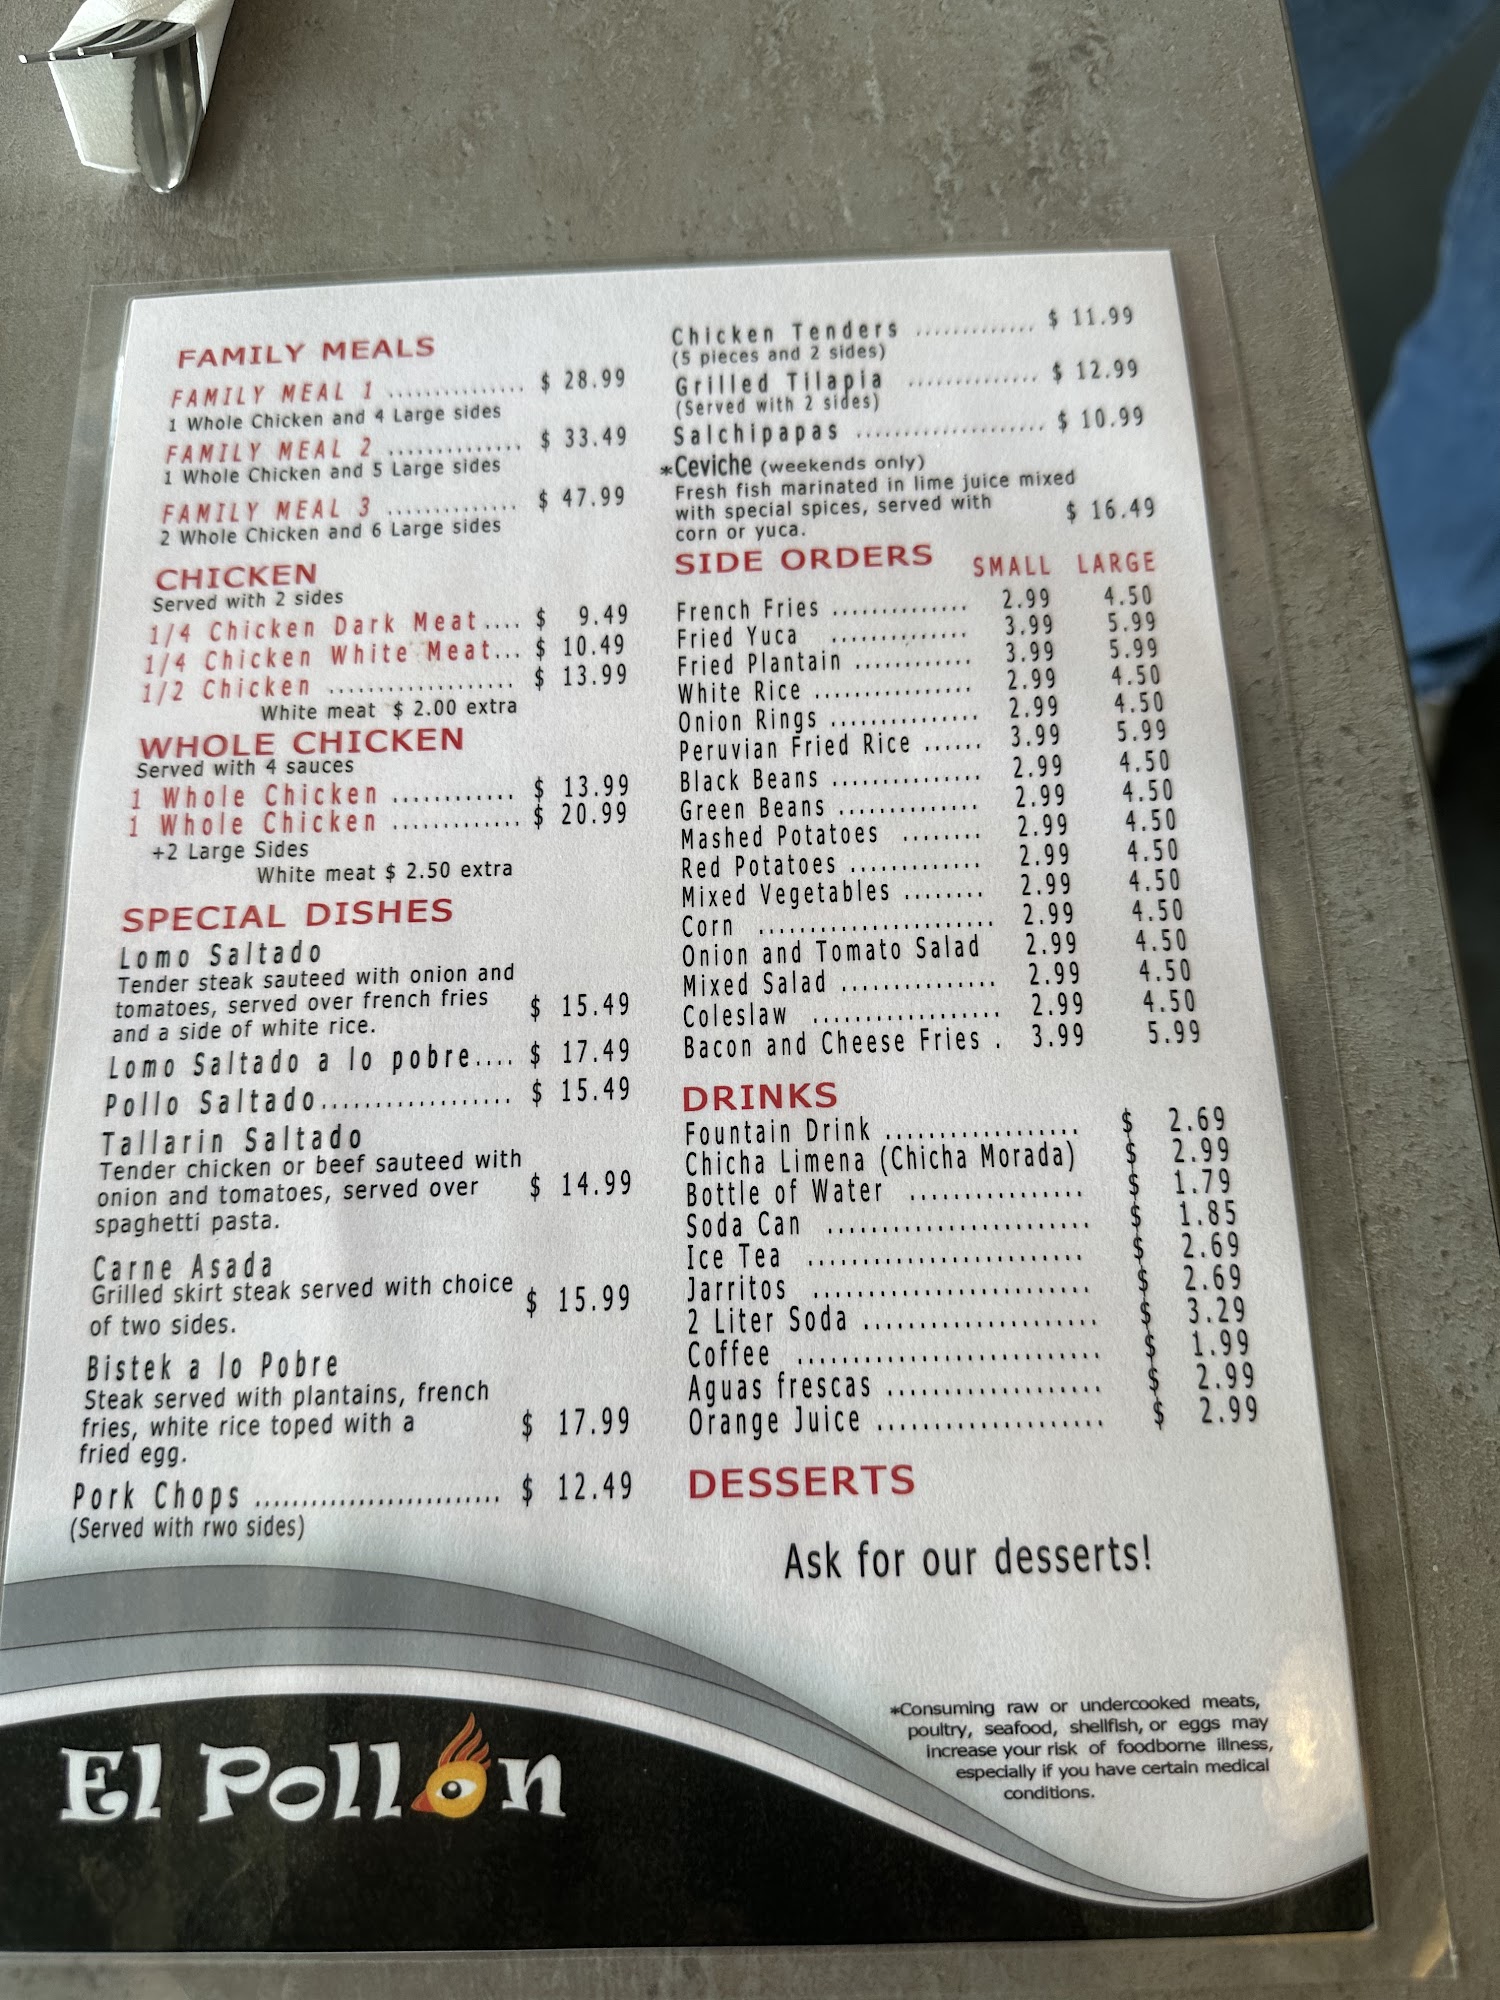 FAMILY MEALS
FAMILY MEAL 1 .............. $ 28.99
1 Whole Chicken and 4 Large sides
FAMILY MEAL 2 .............. $ 33.49
1 Whole Chicken and 5 Large sides
FAMILY MEAL 3 .............. $ 47.99
2 Whole Chicken and 6 Large sides
CHICKEN
Served with 2 sides
1/4 Chicken Dark Meat.... $ 9.49
1/4 Chicken White Meat... $ 10.49
1/2 Chicken ................... $ 13.99
White meat $ 2.00 extra
WHOLE CHICKEN
Served with 4 sauces
1 Whole Chicken ............ $ 13.99
1 Whole Chicken ............. $ 20.99
+2 Large Sides
White meat $ 2.50 extra
SPECIAL DISHES
Lomo Saltado
Tender steak sauteed with onion and
tomatoes, served over french fries $ 15.49
and a side of white rice.
Lomo Saltado a lo pobre.... $ 17.49
Pollo Saltado.................. $ 15.49
Tallarin Saltado
Tender chicken or beef sauteed with
onion and tomatoes, served over $ 14.99
spaghetti pasta.
Carne Asada
Grilled skirt steak served with choice $ 15.99
of two sides.
Bistek a lo Pobre
Steak served with plantains, french
fries, white rice toped with a $ 17.99
fried egg.
Pork Chops .......................... $ 12.49
(Served with rwo sides)
Chicken Tenders ............. $ 11.99
(5 pieces and 2 sides)
Grilled Tilapia .............. $ 12.99
(Served with 2 sides)
Salchipapas .................... $ 10.99
*Ceviche (weekends only)
Fresh fish marinated in lime juice mixed
with special spices, served with $ 16.49
corn or yuca.
SIDE ORDERS SMALL LARGE
French Fries .............. 2.99 4.50
Fried Yuca .............. 3.99 5.99
Fried Plantain ............ 3.99 5.99
White Rice ................ 2.99 4.50
Onion Rings ............... 2.99 4.50
Peruvian Fried Rice ...... 3.99 5.99
Black Beans ............... 2.99 4.50
Green Beans .............. 2.99 4.50
Mashed Potatoes ........ 2.99 4.50
Red Potatoes ............. 2.99 4.50
Mixed Vegetables ........ 2.99 4.50
Corn ....................... 2.99 4.50
Onion and Tomato Salad 2.99 4.50
Mixed Salad ............... 2.99 4.50
Coleslaw .................. 2.99 4.50
Bacon and Cheese Fries . 3.99 5.99
DRINKS
Fountain Drink .................. $ 2.69
Chicha Limena (Chicha Morada) $ 2.99
Bottle of Water ................ $ 1.79
Soda Can ........................ $ 1.85
Ice Tea ......................... $ 2.69
Jarritos ......................... $ 2.69
2 Liter Soda ..................... $ 3.29
Coffee ............................ $ 1.99
Aguas frescas ................... $ 2.99
Orange Juice .................... $ 2.99
DESSERTS
Ask for our desserts!
*Consuming raw or undercooked meats,
poultry, seafood, shellfish, or eggs may
increase your risk of foodborne illness,
especially if you have certain medical
conditions.
El Pollon